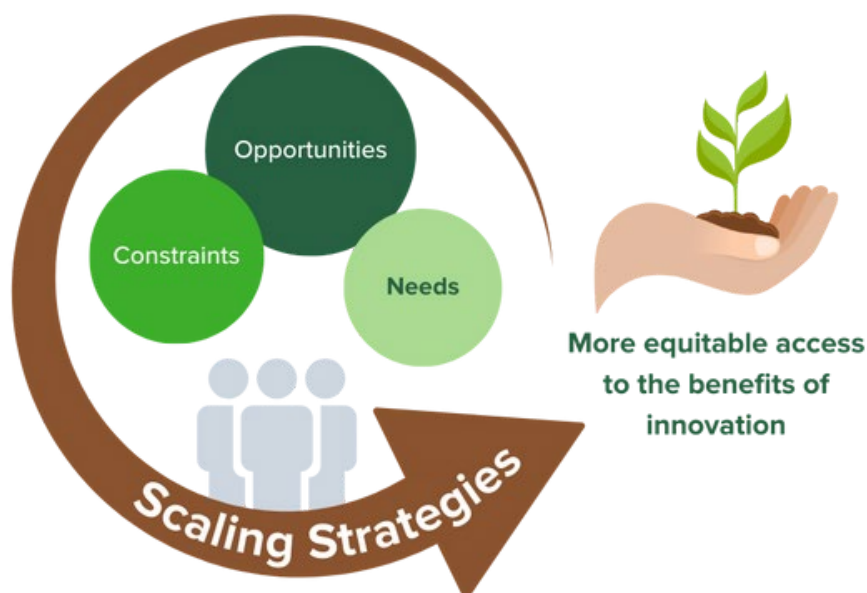 Opportunities
Constraints
Needs
Scaling Strategies
More equitable access
to the benefits of
innovation